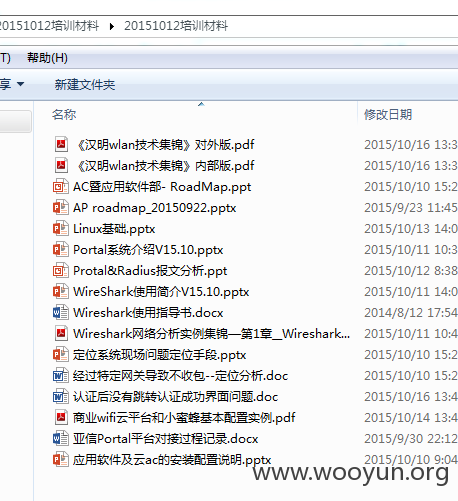 20151012培训材料 ▸ 20151012培训材料
T) 帮助(H)
享 新建文件夹
名称 修改日期
《汉明wlan技术集锦》对外版.pdf 2015/10/16 13:3
《汉明wlan技术集锦》内部版.pdf 2015/10/16 13:3
AC暨应用软件部- RoadMap.ppt 2015/10/10 15:2
AP roadmap_20150922.pptx 2015/9/23 11:45
Linux基础.pptx 2015/10/13 14:0
Portal系统介绍V15.10.pptx 2015/10/11 10:3
Protal&Radius报文分析.ppt 2015/10/12 8:38
WireShark使用简介V15.10.pptx 2015/10/11 14:0
Wireshark使用指导书.docx 2014/8/12 17:54
Wireshark网络分析实例集锦—第1章__Wireshark... 2015/10/11 10:4
定位系统现场问题定位手段.pptx 2015/10/10 15:2
经过特定网关导致不收包--定位分析.doc 2015/10/10 15:2
认证后没有跳转认证成功界面问题.doc 2015/10/16 13:4
商业wifi云平台和小蜜蜂基本配置实例.pdf 2015/10/14 13:4
亚信Portal平台对接过程记录.docx 2015/9/30 22:12
应用软件及云ac的安装配置说明.pptx 2015/10/10 9:04
www.wooyun.org